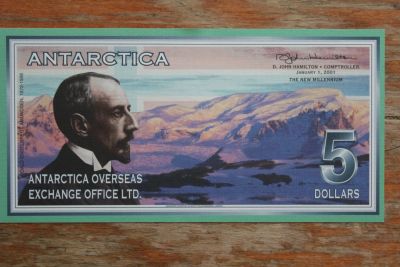 ANTARCTICA
D. JOHN HAMILTON • COMPTROLLER
JANUARY 1, 2001
THE NEW MILLENNIUM
ANTARCTICA OVERSEAS
EXCHANGE OFFICE LTD.
5
DOLLARS